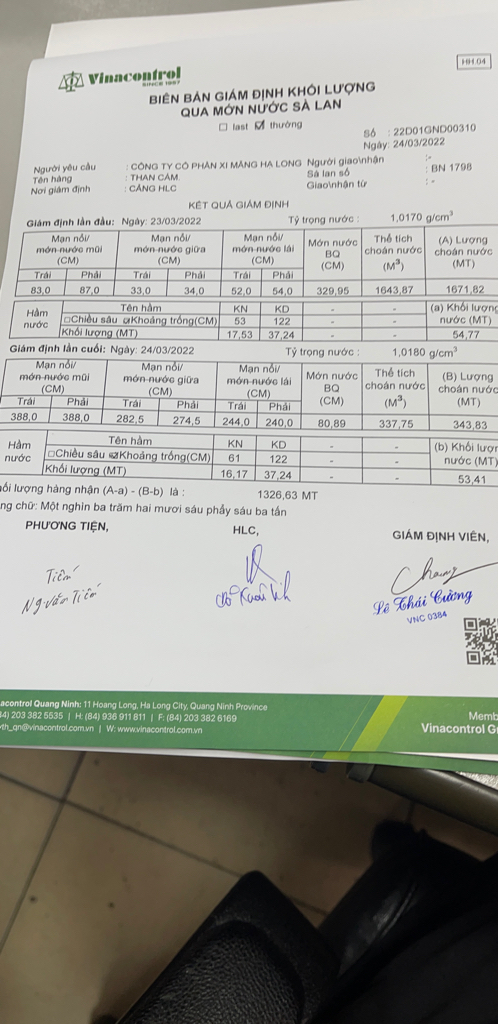 HH.04
Vinacontrol
SINCE 1957
BIÊN BẢN GIÁM ĐỊNH KHỐI LƯỢNG
QUA MỚN NƯỚC SÀ LAN
☐ last ☑ thường
Số : 22D01GND00310
Ngày: 24/03/2022
Người yêu cầu : CÔNG TY CỔ PHẦN XI MĂNG HẠ LONG Người giao\nhận :-
Tên hàng : THAN CÁM. Sà lan số : BN 1798
Nơi giám định : CẢNG HLC Giao\nhận từ : -
KẾT QUẢ GIÁM ĐỊNH
Giám định lần đầu: Ngày: 23/03/2022 Tỷ trọng nước : 1,0170 g/cm3
Mạn nổi/ Mạn nổi/ Mạn nổi/ Mớn nước Thể tích (A) Lượng
mớn nước mũi mớn nước giữa mớn nước lái BQ choán nước choán nước
(CM) (CM) (CM) (CM) (M3) (MT)
Trái Phải Trái Phải Trái Phải
83,0 87,0 33,0 34,0 52,0 54,0 329,95 1643,87 1671,82
Hầm Tên hầm KN KD - - (a) Khối lượng
nước ☐Chiều sâu ☑Khoảng trống(CM) 53 122 - - nước (MT)
Khối lượng (MT) 17,53 37,24 - - 54,77
Giám định lần cuối: Ngày: 24/03/2022 Tỷ trọng nước : 1,0180 g/cm3
Mạn nổi/ Mạn nổi/ Mạn nổi/ Mớn nước Thể tích (B) Lượng
mớn nước mũi mớn nước giữa mớn nước lái BQ choán nước choán nước
(CM) (CM) (CM) (CM) (M3) (MT)
Trái Phải Trái Phải Trái Phải
388,0 388,0 282,5 274,5 244,0 240,0 80,89 337,75 343,83
Hầm Tên hầm KN KD - - (b) Khối lượn
nước ☐Chiều sâu ☑Khoảng trống(CM) 61 122 - - nước (MT)
Khối lượng (MT) 16,17 37,24 - - 53,41
ối lượng hàng nhận (A-a) - (B-b) là : 1326,63 MT
ng chữ: Một nghìn ba trăm hai mươi sáu phẩy sáu ba tấn
PHƯƠNG TIỆN, HLC, GIÁM ĐỊNH VIÊN,
Tiến
Ng.văn Tiến
Lê Thái Cường
VNC 0384
acontrol Quang Ninh: 11 Hoang Long, Ha Long City, Quang Ninh Province
84) 203 382 5535 | H: (84) 936 911 811 | F: (84) 203 382 6169
th_qn@vinacontrol.com.vn | W: www.vinacontrol.com.vn
Memb
Vinacontrol Gr